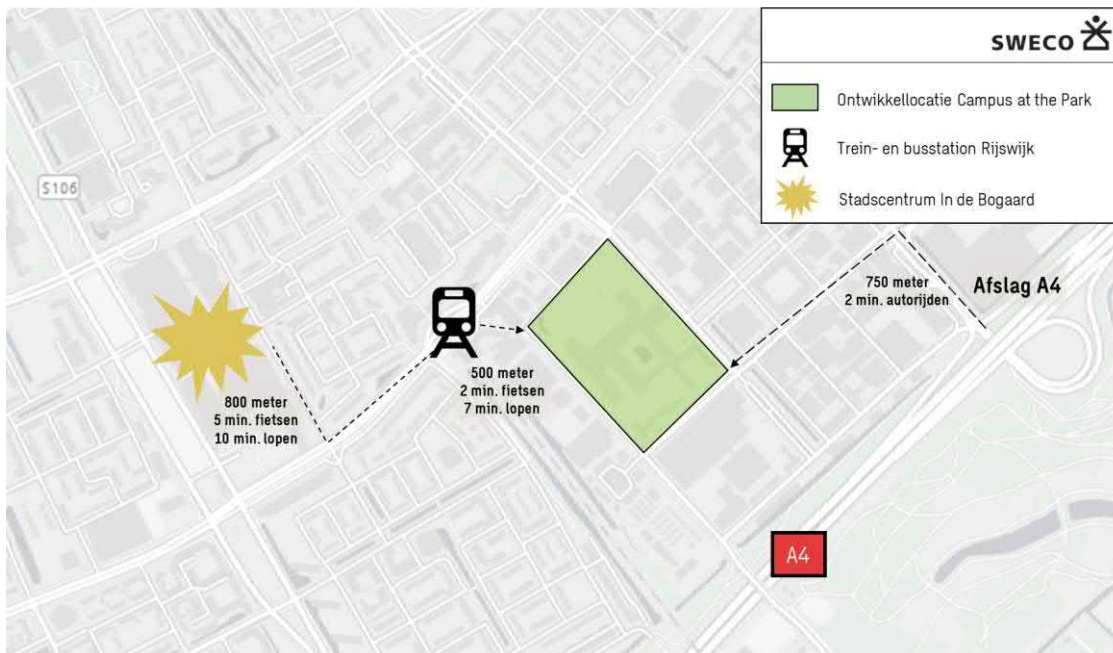 SWECO
Ontwikkellocatie Campus at the Park
Trein- en busstation Rijswijk
Stadscentrum In de Bogaard
S106
750 meter
2 min. autorijden
Afslag A4
500 meter
2 min. fietsen
7 min. lopen
800 meter
5 min. fietsen
10 min. lopen
A4